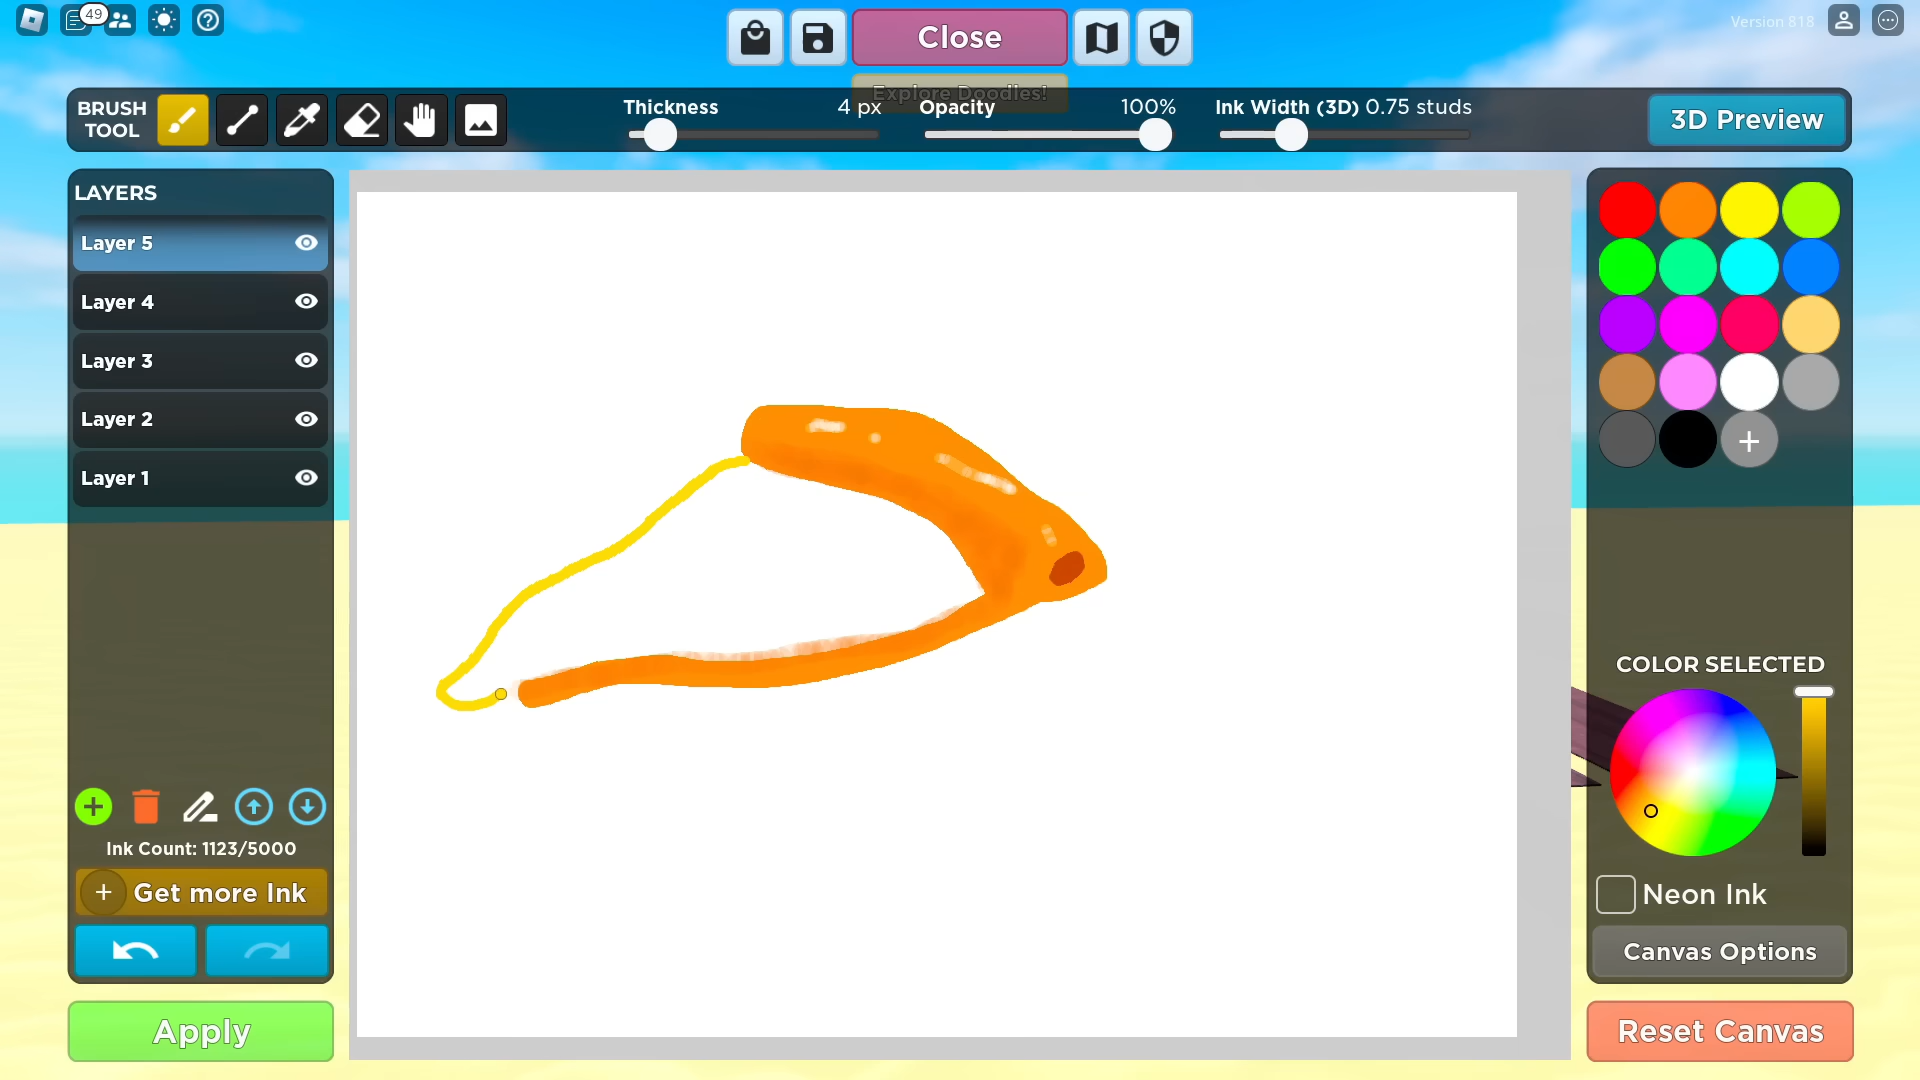 49
Close
Version 818
Explore Doodles!
BRUSH
TOOL
Thickness 4 px
Opacity 100%
Ink Width (3D) 0.75 studs
3D Preview
LAYERS
Layer 5
Layer 4
Layer 3
Layer 2
Layer 1
Ink Count: 1123/5000
+ Get more Ink
Apply
COLOR SELECTED
Neon Ink
Canvas Options
Reset Canvas